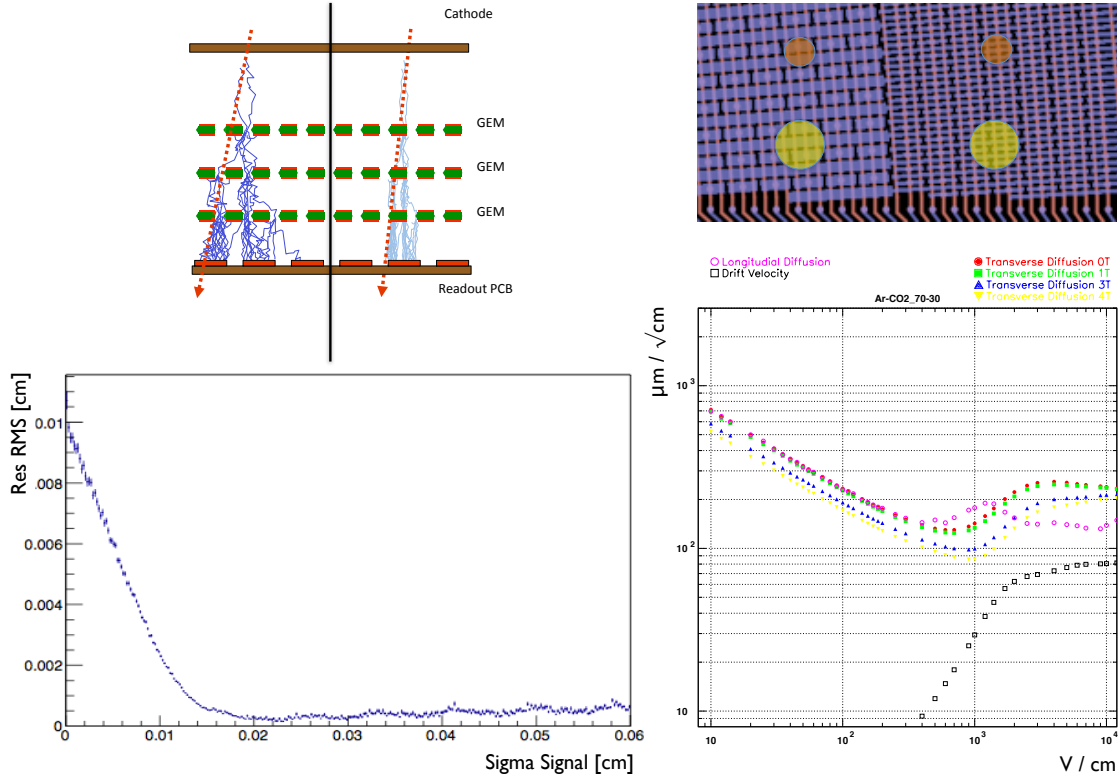 Cathode
GEM
GEM
GEM
Readout PCB
Res RMS [cm]
0.01
0.008
0.006
0.004
0.002
0
0
0.01
0.02
0.03
0.04
0.05
0.06
Sigma Signal [cm]
Longitudial Diffusion
Drift Velocity
Transverse Diffusion 0T
Transverse Diffusion 1T
Transverse Diffusion 3T
Transverse Diffusion 4T
Ar-CO2_70-30
µm / √cm
10³
10²
10
10
10²
10³
10⁴
V / cm